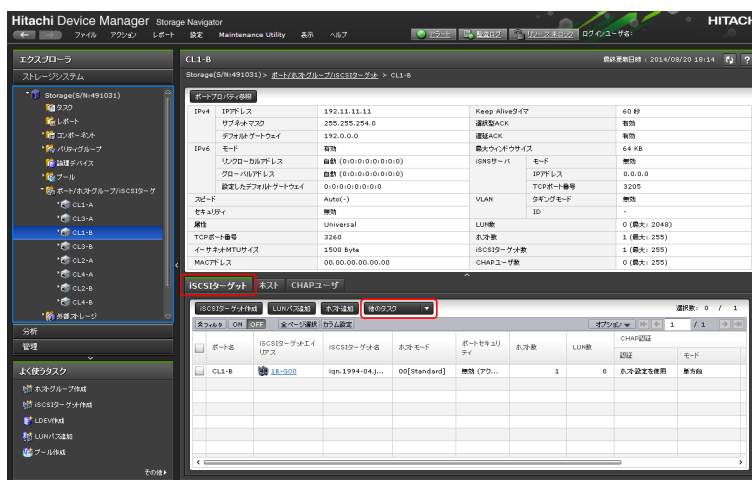 Hitachi Device Manager Storage Navigator
HITACH
ファイル アクション レポート 設定 Maintenance Utility 表示 ヘルプ
アラート 監査ログ リソースロック ログインユーザ名:
エクスプローラ
ストレージシステム
Storage(S/N:491031)
タスク
レポート
コンポーネント
パリティグループ
論理デバイス
プール
ポート/ホストグループ/iSCSIターゲ
CL1-A
CL3-A
CL1-B
CL3-B
CL2-A
CL4-A
CL2-B
CL4-B
外部ストレージ
分析
管理
よく使うタスク
ホストグループ作成
iSCSIターゲット作成
LDEV作成
LUNパス追加
プール作成
その他
CL1-B
最終更新日時 : 2014/08/20 18:14
Storage(S/N:491031)> ポート/ホストグループ/iSCSIターゲット > CL1-B
ポートプロパティ参照
IPv4 IPアドレス 192.11.11.11 Keep Aliveタイマ 60 秒
サブネットマスク 255.255.254.0 選択型ACK 有効
デフォルトゲートウェイ 192.0.0.0 遅延ACK 有効
IPv6 モード 有効 最大ウィンドウサイズ 64 KB
リンクローカルアドレス 自動 (0:0:0:0:0:0:0:0) iSNSサーバ モード 無効
グローバルアドレス 自動 (0:0:0:0:0:0:0:0) IPアドレス 0.0.0.0
設定したデフォルトゲートウェイ 0:0:0:0:0:0:0:0 TCPポート番号 3205
スピード Auto(-) VLAN タギングモード 無効
セキュリティ 無効 ID -
属性 Universal LUN数 0 (最大: 2048)
TCPポート番号 3260 ホスト数 1 (最大: 255)
イーサネットMTUサイズ 1500 Byte iSCSIターゲット数 1 (最大: 255)
MACアドレス 00.00.00.00.00.00 CHAPユーザ数 0 (最大: 255)
iSCSIターゲット ホスト CHAPユーザ
iSCSIターゲット作成 LUNパス追加 ホスト追加 他のタスク 選択数: 0 / 1
フィルタ ON OFF 全ページ選択 カラム設定 オプション 1 / 1
ポート名 iSCSIターゲットエイリアス iSCSIターゲット名 ホストモード ポートセキュリティ ホスト数 LUN数 CHAP認証
認証 モード
CL1-B 1B-G00 iqn.1994-04.j... 00[Standard] 無効 (アク... 1 0 ホスト設定を使用 単方向